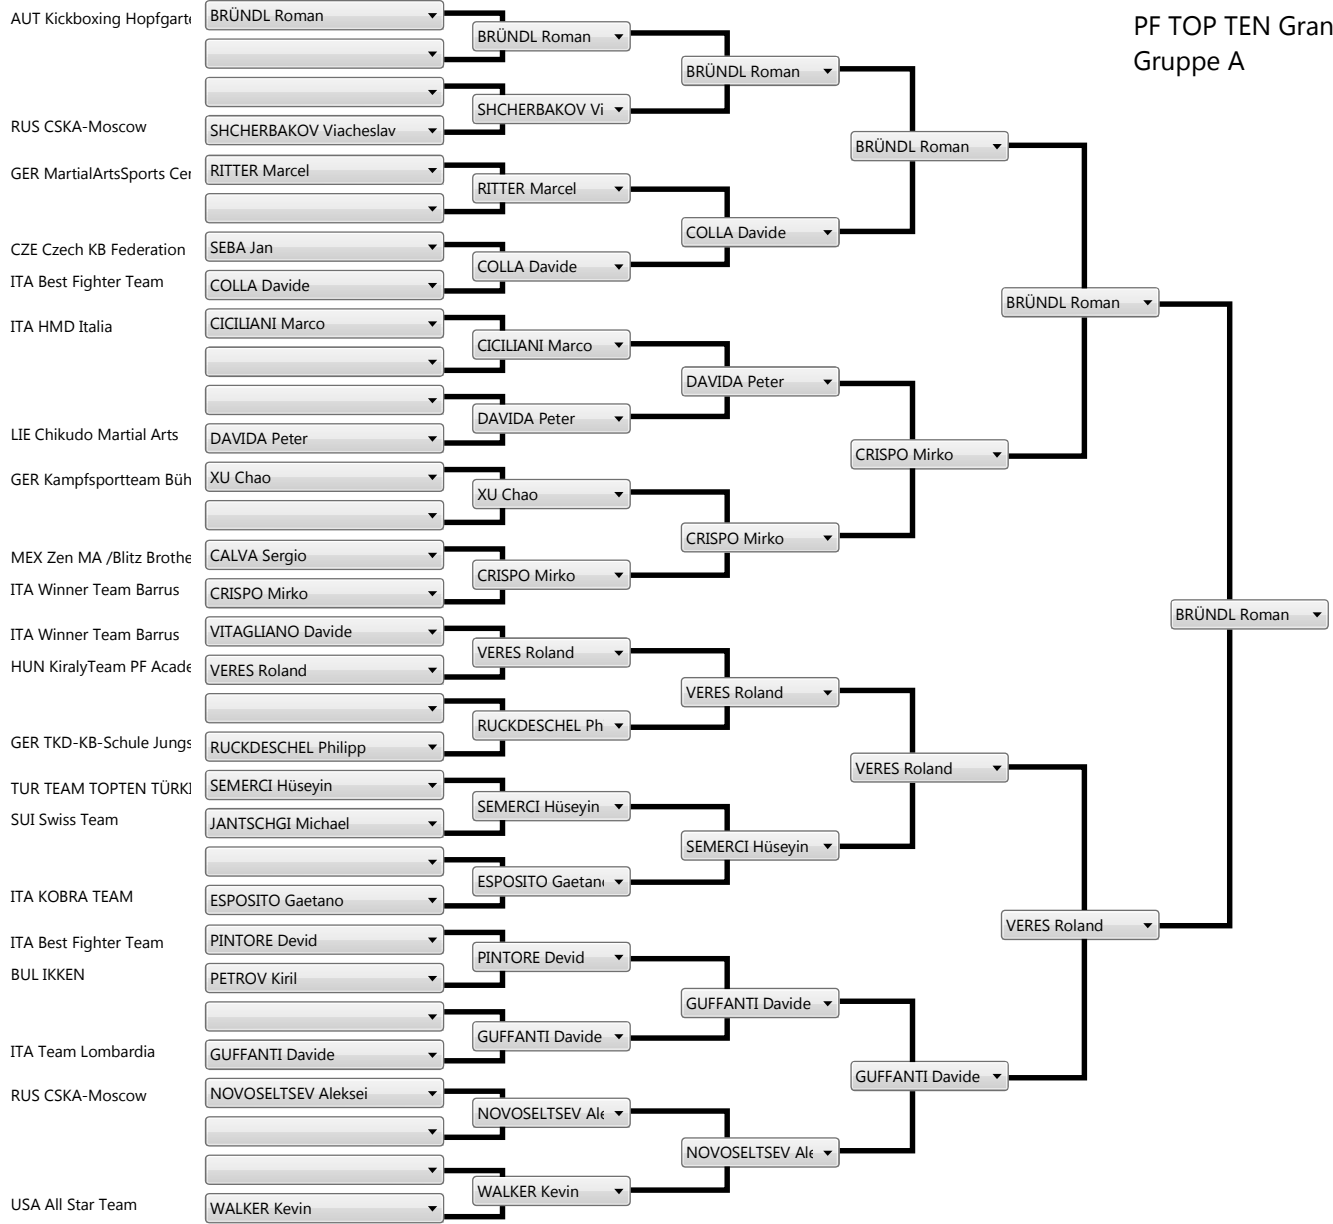 PF TOP TEN Gran
Gruppe A
AUT Kickboxing Hopfgarte
BRÜNDL Roman
BRÜNDL Roman
BRÜNDL Roman
SHCHERBAKOV Vi
RUS CSKA-Moscow
SHCHERBAKOV Viacheslav
BRÜNDL Roman
GER MartialArtsSports Cer
RITTER Marcel
RITTER Marcel
COLLA Davide
CZE Czech KB Federation
SEBA Jan
COLLA Davide
ITA Best Fighter Team
COLLA Davide
BRÜNDL Roman
ITA HMD Italia
CICILIANI Marco
CICILIANI Marco
DAVIDA Peter
DAVIDA Peter
LIE Chikudo Martial Arts
DAVIDA Peter
CRISPO Mirko
GER Kampfsportteam Büh
XU Chao
XU Chao
CRISPO Mirko
MEX Zen MA /Blitz Brothe
CALVA Sergio
CRISPO Mirko
ITA Winner Team Barrus
CRISPO Mirko
BRÜNDL Roman
ITA Winner Team Barrus
VITAGLIANO Davide
VERES Roland
HUN KiralyTeam PF Acade
VERES Roland
VERES Roland
RUCKDESCHEL Ph
GER TKD-KB-Schule Jungs
RUCKDESCHEL Philipp
VERES Roland
TUR TEAM TOPTEN TÜRKI
SEMERCI Hüseyin
SEMERCI Hüseyin
SUI Swiss Team
JANTSCHGI Michael
SEMERCI Hüseyin
ESPOSITO Gaetan
ITA KOBRA TEAM
ESPOSITO Gaetano
VERES Roland
ITA Best Fighter Team
PINTORE Devid
PINTORE Devid
BUL IKKEN
PETROV Kiril
GUFFANTI Davide
GUFFANTI Davide
ITA Team Lombardia
GUFFANTI Davide
GUFFANTI Davide
RUS CSKA-Moscow
NOVOSELTSEV Aleksei
NOVOSELTSEV Ale
NOVOSELTSEV Ale
WALKER Kevin
USA All Star Team
WALKER Kevin